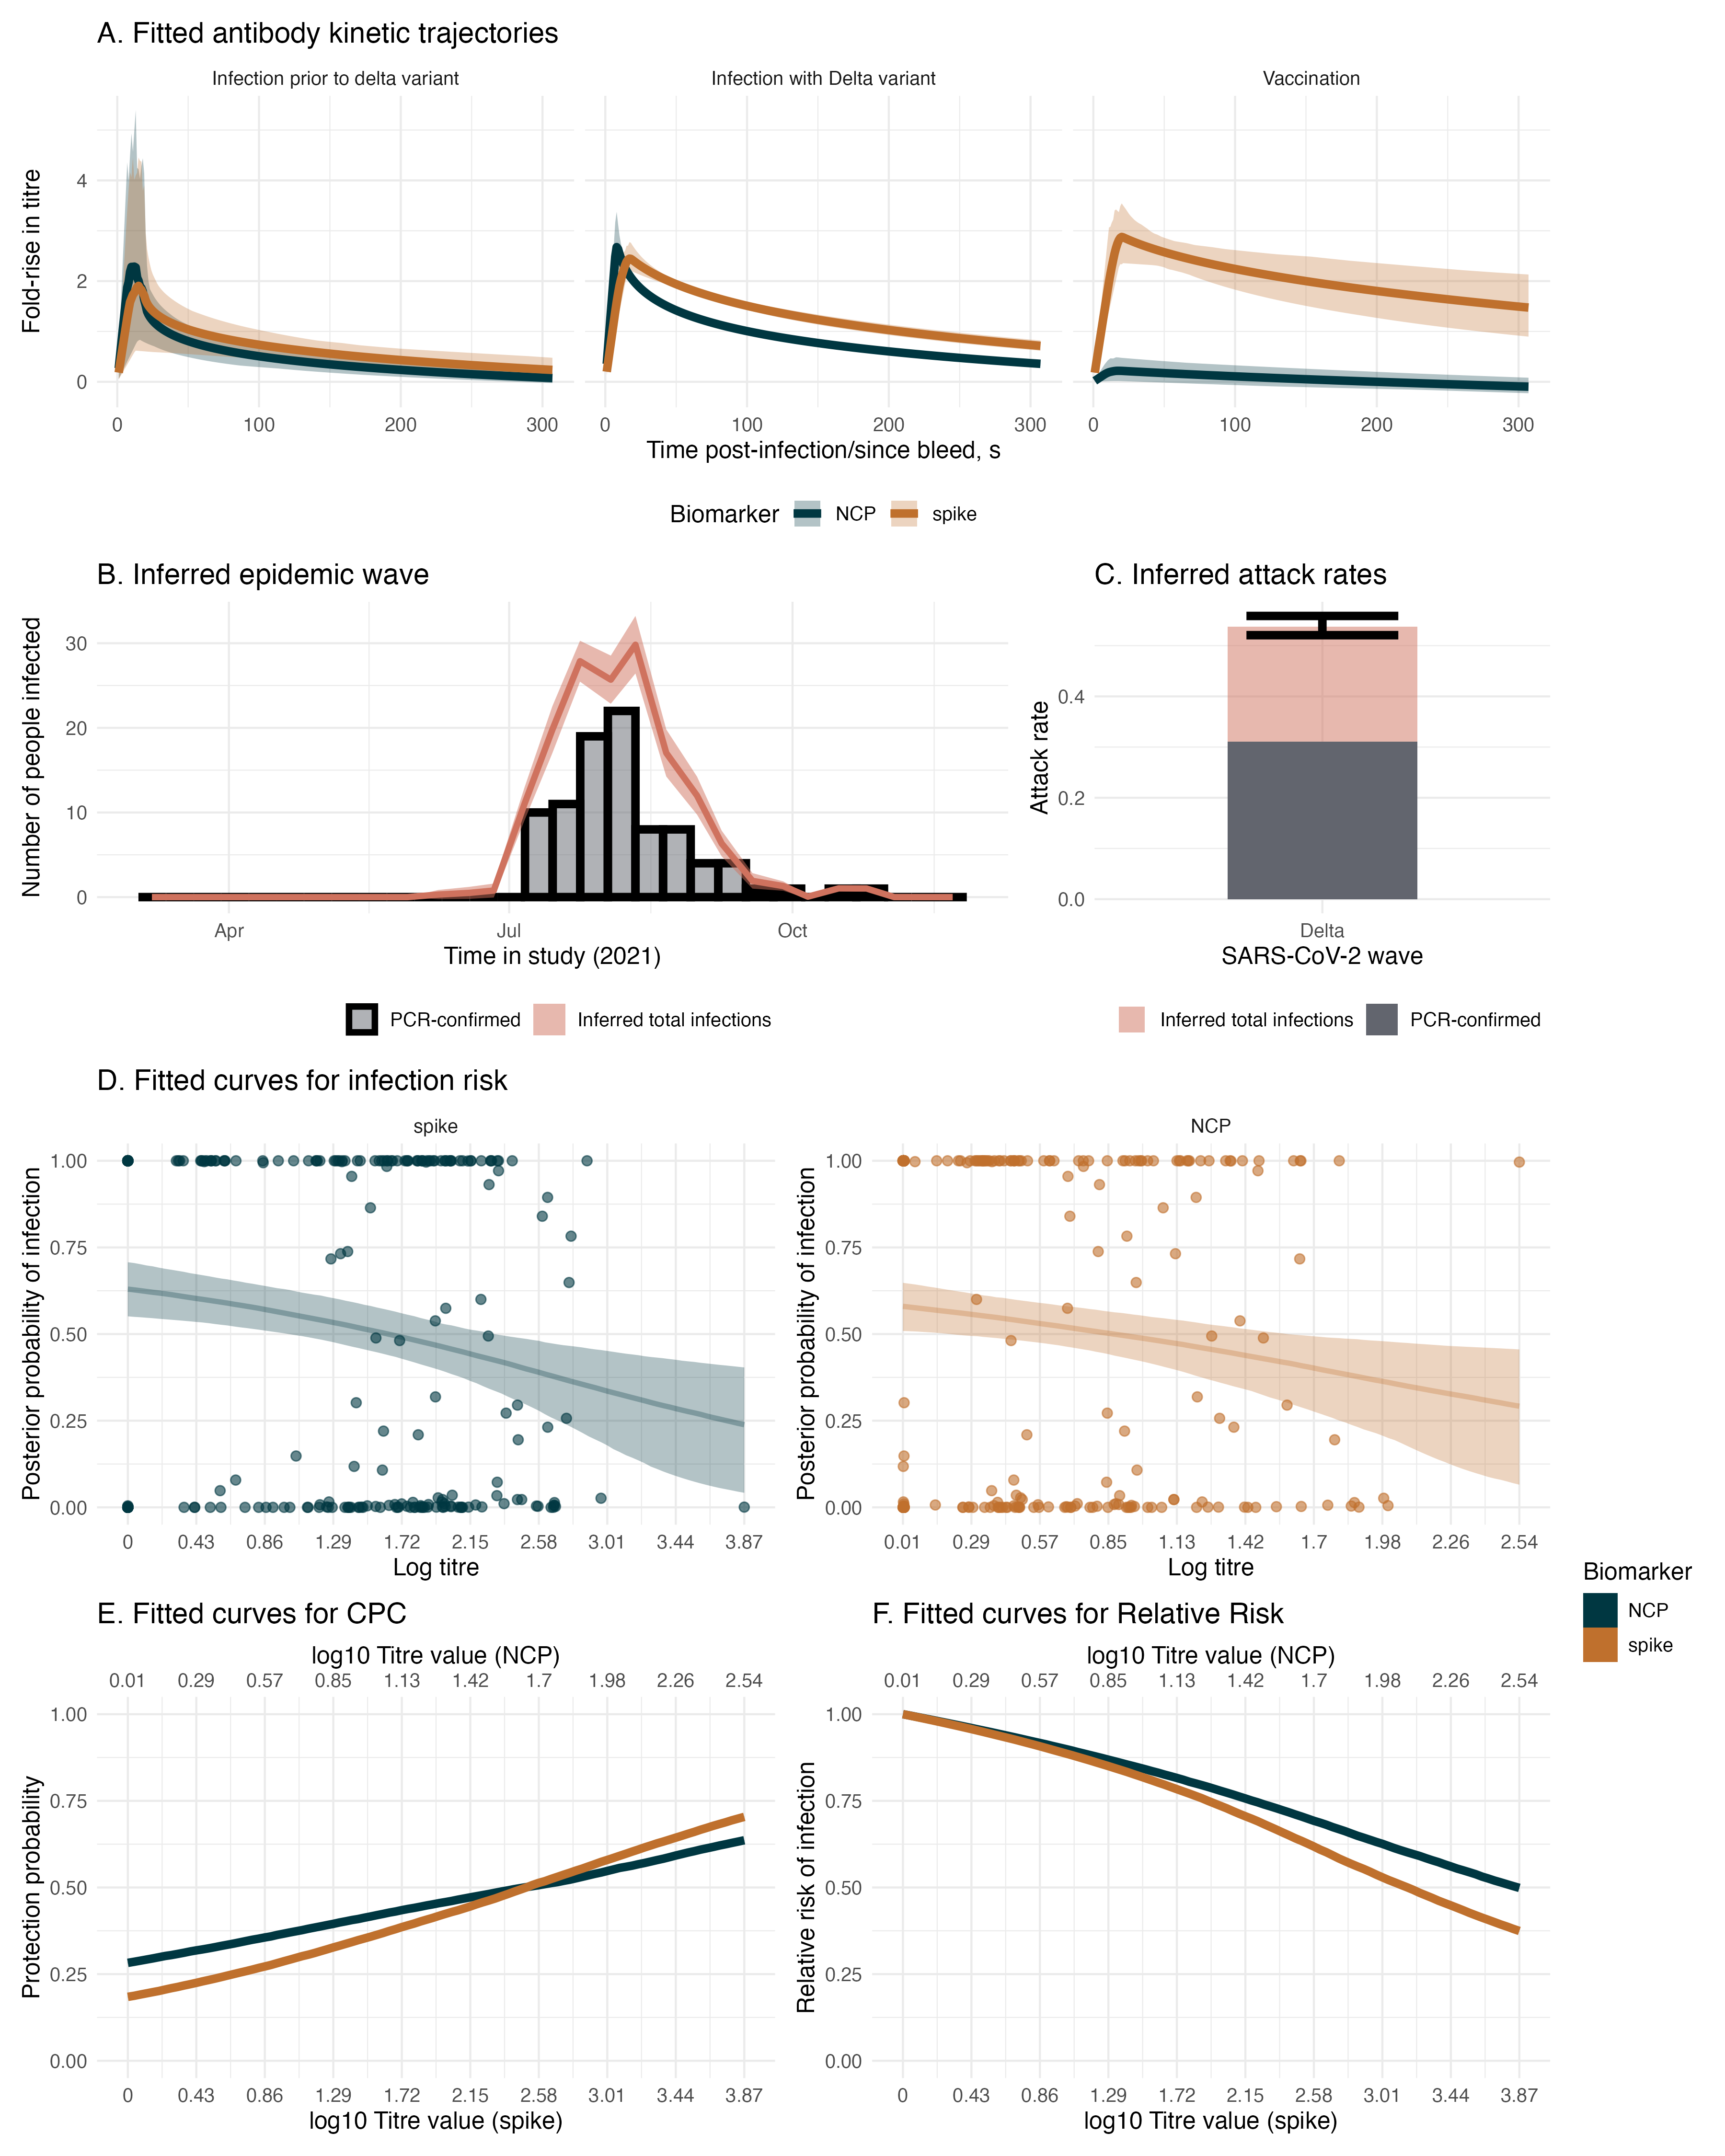 A. Fitted antibody kinetic trajectories
Infection prior to delta variant Infection with Delta variant Vaccination
Fold-rise in titre
4
2
0
0 100 200 300 0 100 200 300 0 100 200 300
Time post-infection/since bleed, s
Biomarker NCP spike
B. Inferred epidemic wave
Number of people infected
30
20
10
0
Apr Jul Oct
Time in study (2021)
PCR-confirmed Inferred total infections
C. Inferred attack rates
Attack rate
0.4
0.2
0.0
Delta
SARS-CoV-2 wave
Inferred total infections PCR-confirmed
D. Fitted curves for infection risk
spike
Posterior probability of infection
1.00
0.75
0.50
0.25
0.00
0 0.43 0.86 1.29 1.72 2.15 2.58 3.01 3.44 3.87
Log titre
NCP
Posterior probability of infection
1.00
0.75
0.50
0.25
0.00
0.01 0.29 0.57 0.85 1.13 1.42 1.7 1.98 2.26 2.54
Log titre
Biomarker
NCP
spike
E. Fitted curves for CPC
log10 Titre value (NCP)
0.01 0.29 0.57 0.85 1.13 1.42 1.7 1.98 2.26 2.54
Protection probability
1.00
0.75
0.50
0.25
0.00
0 0.43 0.86 1.29 1.72 2.15 2.58 3.01 3.44 3.87
log10 Titre value (spike)
F. Fitted curves for Relative Risk
log10 Titre value (NCP)
0.01 0.29 0.57 0.85 1.13 1.42 1.7 1.98 2.26 2.54
Relative risk of infection
1.00
0.75
0.50
0.25
0.00
0 0.43 0.86 1.29 1.72 2.15 2.58 3.01 3.44 3.87
log10 Titre value (spike)